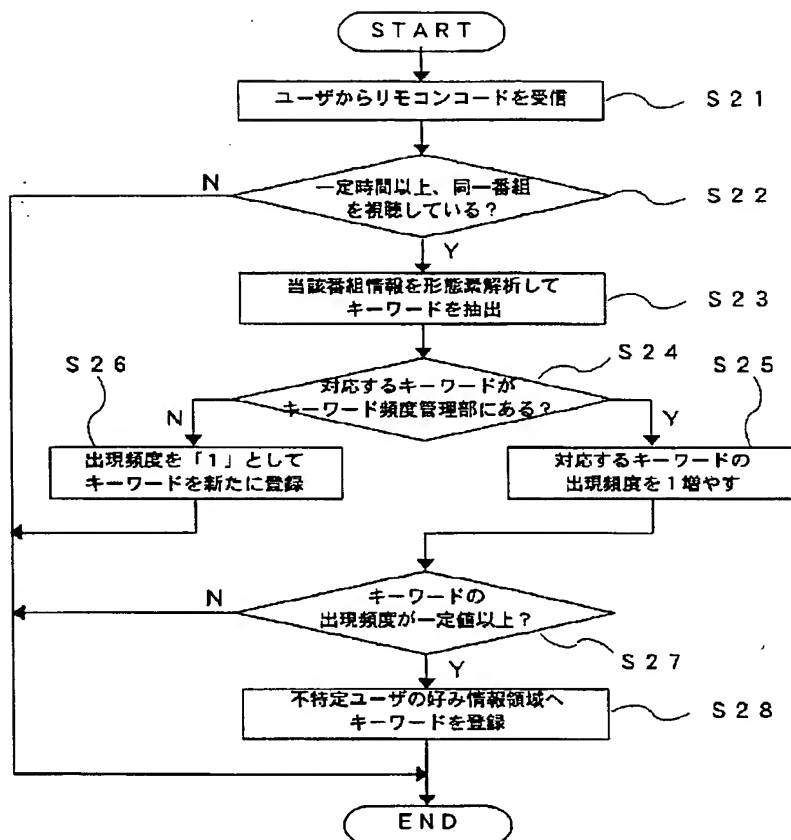 START
ユーザからリモコンコードを受信
S21
一定時間以上、同一番組
を視聴している？
S22
N
Y
当該番組情報を形態素解析して
キーワードを抽出
S23
対応するキーワードが
キーワード頻度管理部にある？
S24
N
Y
S26
出現頻度を「1」として
キーワードを新たに登録
S25
対応するキーワードの
出現頻度を1増やす
キーワードの
出現頻度が一定値以上？
S27
N
Y
不特定ユーザの好み情報領域へ
キーワードを登録
S28
END